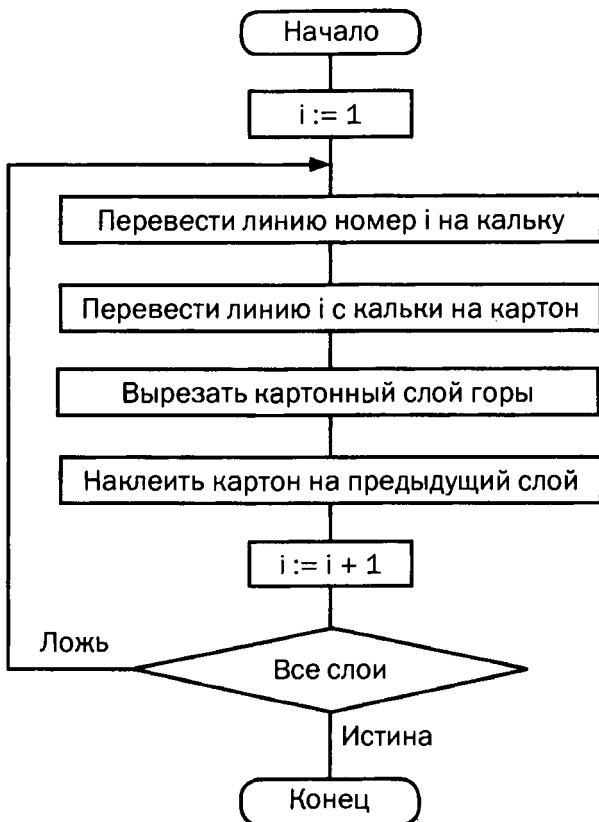 Начало
i := 1
Перевести линию номер i на кальку
Перевести линию i с кальки на картон
Вырезать картонный слой горы
Наклеить картон на предыдущий слой
i := i + 1
Ложь
Все слои
Истина
Конец